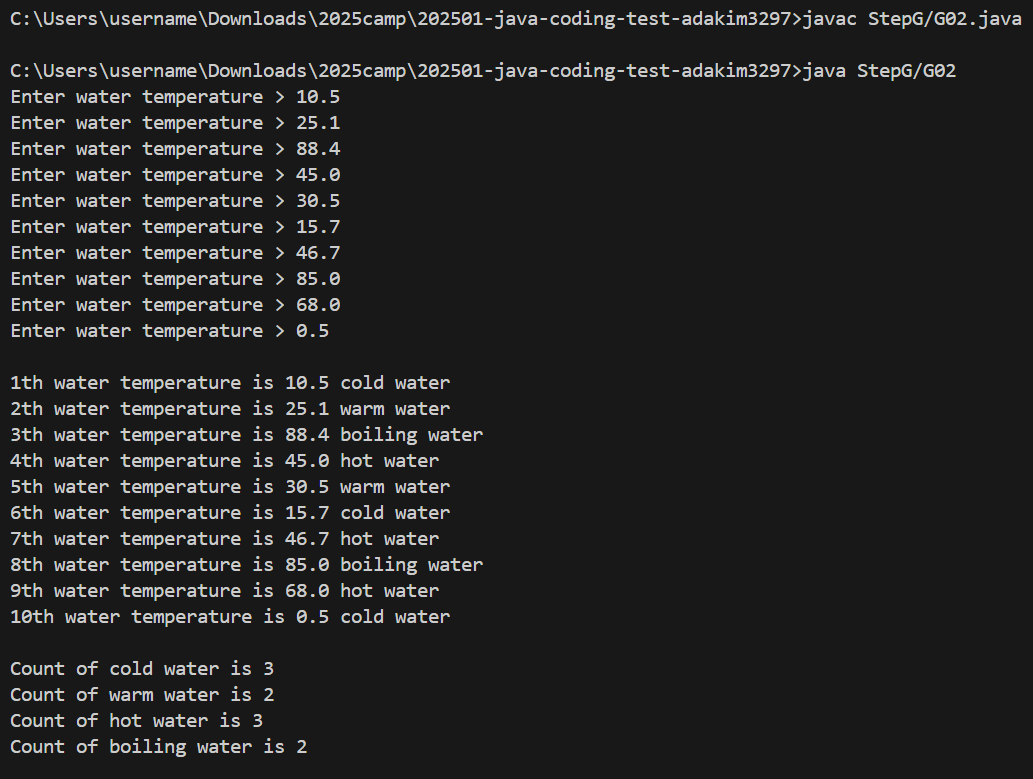 C:\Users\username\Downloads\2025camp\202501-java-coding-test-adakim3297>javac StepG/G02.java
C:\Users\username\Downloads\2025camp\202501-java-coding-test-adakim3297>java StepG/G02
Enter water temperature > 10.5
Enter water temperature > 25.1
Enter water temperature > 88.4
Enter water temperature > 45.0
Enter water temperature > 30.5
Enter water temperature > 15.7
Enter water temperature > 46.7
Enter water temperature > 85.0
Enter water temperature > 68.0
Enter water temperature > 0.5
1th water temperature is 10.5 cold water
2th water temperature is 25.1 warm water
3th water temperature is 88.4 boiling water
4th water temperature is 45.0 hot water
5th water temperature is 30.5 warm water
6th water temperature is 15.7 cold water
7th water temperature is 46.7 hot water
8th water temperature is 85.0 boiling water
9th water temperature is 68.0 hot water
10th water temperature is 0.5 cold water
Count of cold water is 3
Count of warm water is 2
Count of hot water is 3
Count of boiling water is 2